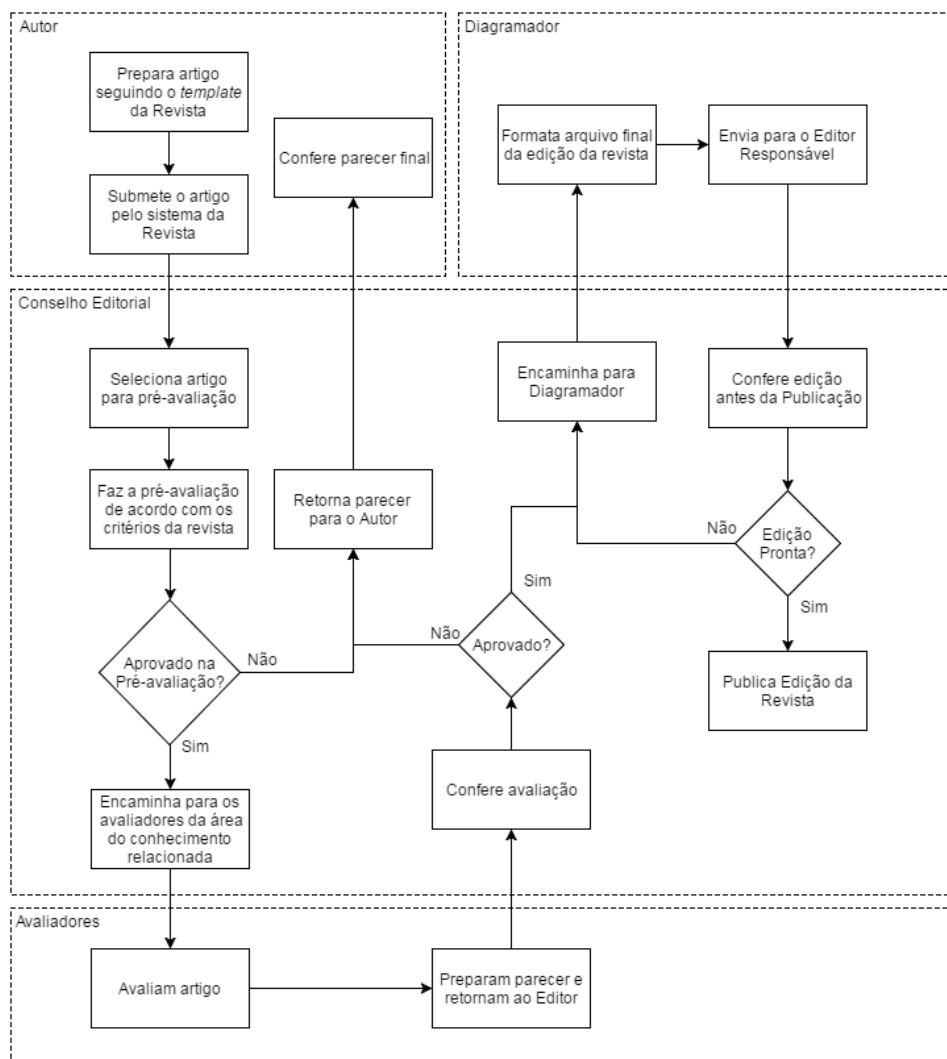 Autor
Prepara artigo
seguindo o template
da Revista
Submete o artigo
pelo sistema da
Revista
Confere parecer final
Diagramador
Formata arquivo final
da edição da revista
Envia para o Editor
Responsável
Conselho Editorial
Seleciona artigo
para pré-avaliação
Faz a pré-avaliação
de acordo com os
critérios da revista
Aprovado na
Pré-avaliação?
Não
Sim
Encaminha para os
avaliadores da área
do conhecimento
relacionada
Retorna parecer
para o Autor
Encaminha para
Diagramador
Sim
Não
Aprovado?
Confere avaliação
Confere edição
antes da Publicação
Não
Edição
Pronta?
Sim
Publica Edição da
Revista
Avaliadores
Avaliam artigo
Preparam parecer e
retornam ao Editor